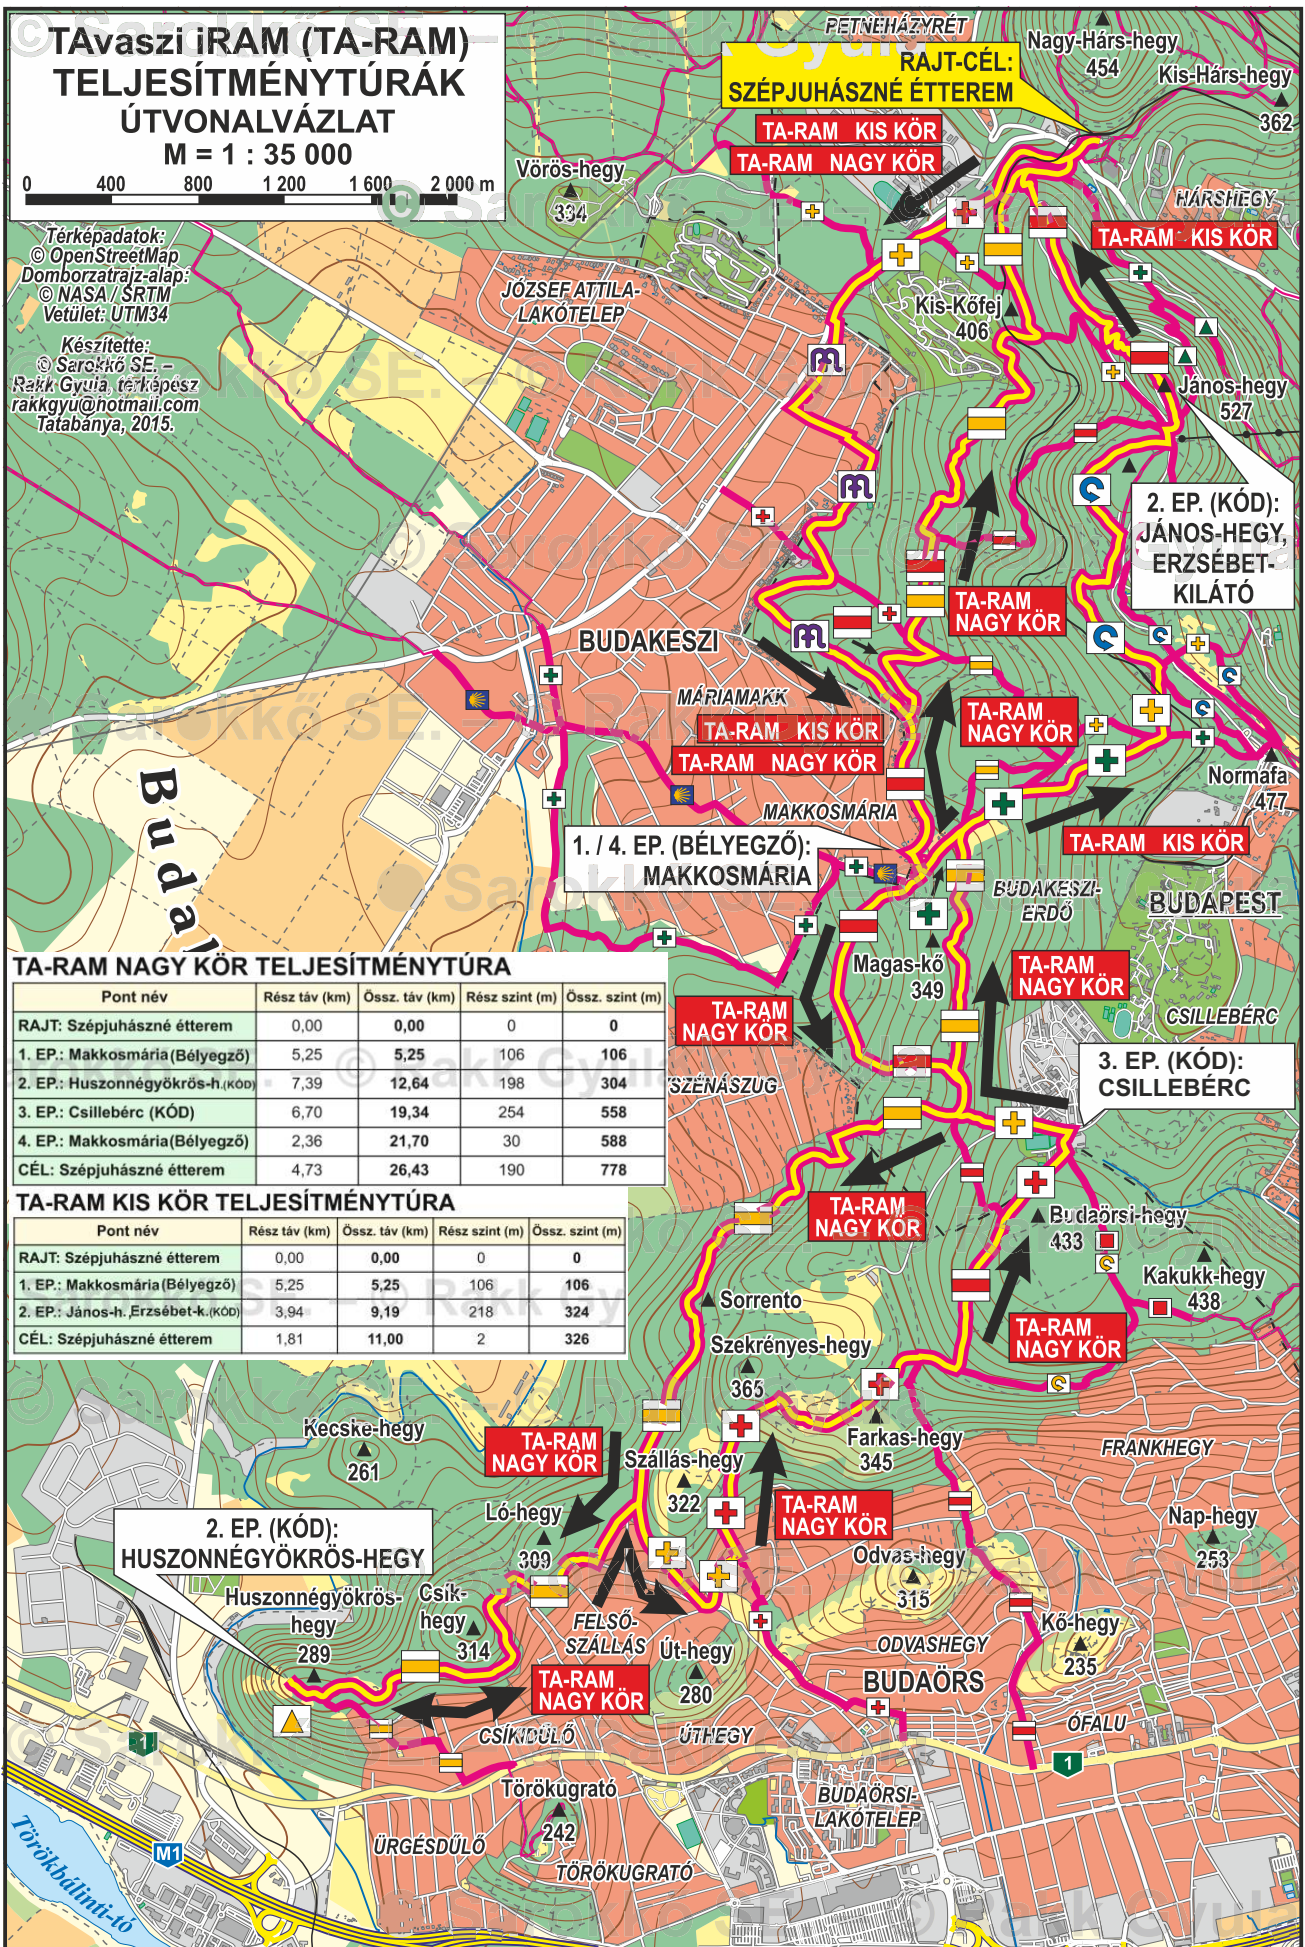 TAvaszi iRAM (TA-RAM)
TELJESÍTMÉNYTÚRÁK
ÚTVONALVÁZLAT
M = 1 : 35 000
0 400 800 1 200 1 600 2 000 m
Térképadatok:
© OpenStreetMap
Domborzatrajz-alap:
© NASA / SRTM
Vetület: UTM34
Készítette:
© Sarokkő SE. –
Rakk Gyula, térképész
rakkgyu@hotmail.com
Tatabánya, 2015.
PETNEHÁZYRÉT
Nagy-Hárs-hegy
454
Kis-Hárs-hegy
362
RAJT-CÉL:
SZÉPJUHÁSZNÉ ÉTTEREM
TA-RAM KIS KÖR
TA-RAM NAGY KÖR
Vörös-hegy
334
HÁRSHEGY
TA-RAM KIS KÖR
JÓZSEF ATTILA-
LAKÓTELEP
Kis-Kőfej
406
János-hegy
527
2. EP. (KÓD):
JÁNOS-HEGY,
ERZSÉBET-
KILÁTÓ
TA-RAM
NAGY KÖR
BUDAKESZI
MÁRIAMAKK
TA-RAM KIS KÖR
TA-RAM NAGY KÖR
TA-RAM
NAGY KÖR
Normafa
477
MAKKOSMÁRIA
1. / 4. EP. (BÉLYEGZŐ):
MAKKOSMÁRIA
TA-RAM KIS KÖR
BUDAKESZI-
ERDŐ
BUDAPEST
Budai
Magas-kő
349
TA-RAM
NAGY KÖR
TA-RAM
NAGY KÖR
CSILLEBÉRC
3. EP. (KÓD):
CSILLEBÉRC
SZÉNÁSZUG
TA-RAM NAGY KÖR TELJESÍTMÉNYTÚRA
Pont név Rész táv (km) Össz. táv (km) Rész szint (m) Össz. szint (m)
RAJT: Szépjuhászné étterem 0,00 0,00 0 0
1. EP.: Makkosmária (Bélyegző) 5,25 5,25 106 106
2. EP.: Huszonnégyökrös-h. (KÓD) 7,39 12,64 198 304
3. EP.: Csillebérc (KÓD) 6,70 19,34 254 558
4. EP.: Makkosmária (Bélyegző) 2,36 21,70 30 588
CÉL: Szépjuhászné étterem 4,73 26,43 190 778
TA-RAM KIS KÖR TELJESÍTMÉNYTÚRA
Pont név Rész táv (km) Össz. táv (km) Rész szint (m) Össz. szint (m)
RAJT: Szépjuhászné étterem 0,00 0,00 0 0
1. EP.: Makkosmária (Bélyegző) 5,25 5,25 106 106
2. EP.: János-h., Erzsébet-k. (KÓD) 3,94 9,19 218 324
CÉL: Szépjuhászné étterem 1,81 11,00 2 326
TA-RAM
NAGY KÖR
Budaörsi-hegy
433
Kakukk-hegy
438
Sorrento
Szekrényes-hegy
365
TA-RAM
NAGY KÖR
Kecske-hegy
261
TA-RAM
NAGY KÖR
Farkas-hegy
345
FRANKHEGY
Szállás-hegy
322
Ló-hegy
309
TA-RAM
NAGY KÖR
Nap-hegy
253
2. EP. (KÓD):
HUSZONNÉGYÖKRÖS-HEGY
Odvas-hegy
315
Huszonnégyökrös-
hegy
289
Csík-
hegy
314
FELSŐ-
SZÁLLÁS
Út-hegy
280
ODVASHEGY
Kő-hegy
235
BUDAÖRS
TA-RAM
NAGY KÖR
CSÍKDŰLŐ
ÚTHEGY
ÓFALU
1
1
Törökugrató
242
BUDAÖRSI-
LAKÓTELEP
ÜRGÉSDŰLŐ
TÖRÖKUGRATÓ
M1
Törökbálinti-tó
© Sarokkő SE. – © Rakk Gyula